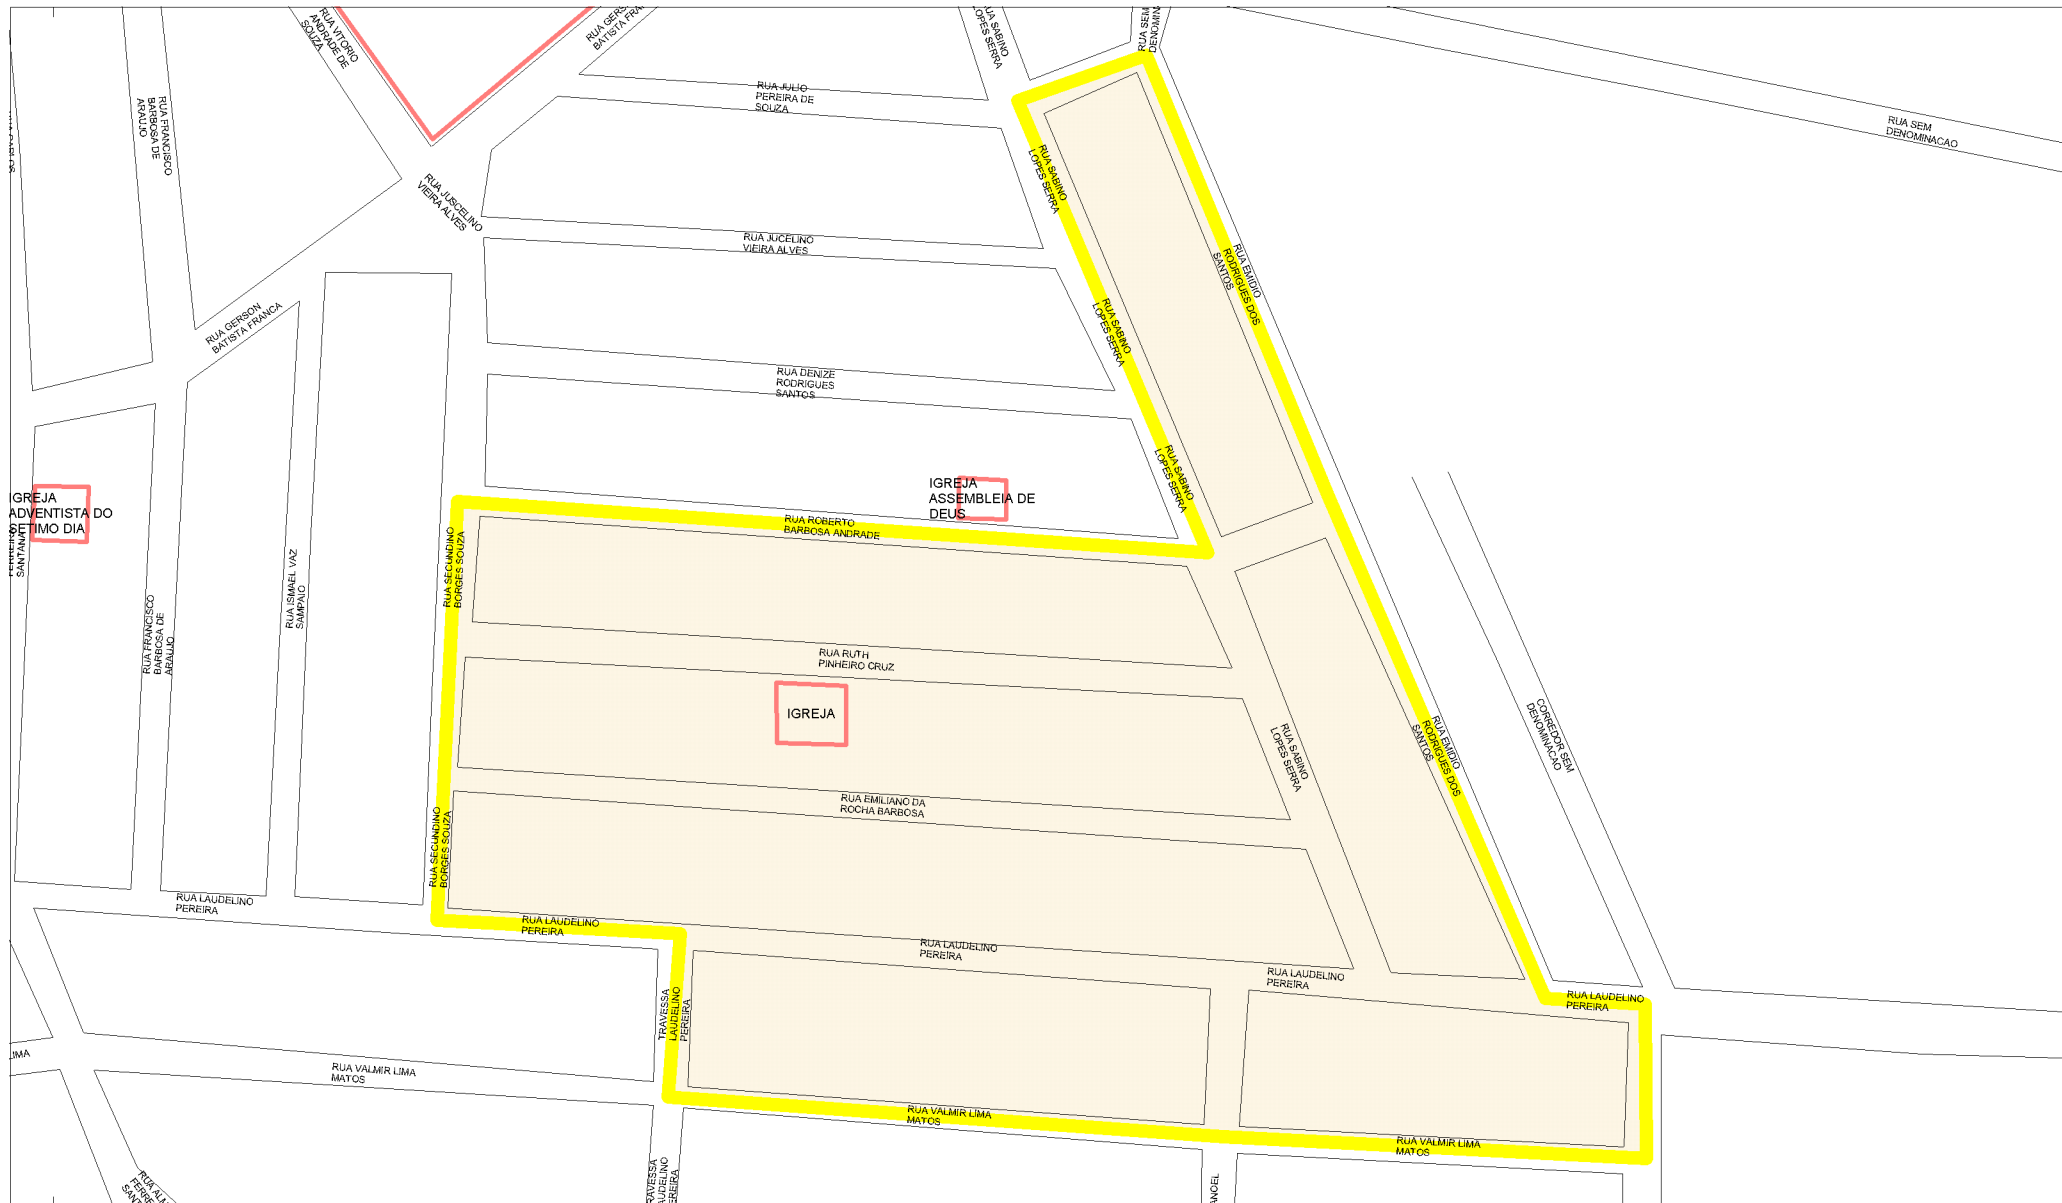 RUA VITORIO
ANDRADE DE
SOUZA
BATISTA
RUA SABINO
LOPES SERRA
RUA SEM
RUA JULIO
PEREIRA DE
SOUZA
RUA FRANCISCO
BARBOSA DE
ARAUJO
RUA SEM
DENOMINACAO
RUA JUSCELINO
VIEIRA ALVES
RUA SABINO
LOPES SERRA
RUA JUCELINO
VIEIRA ALVES
RUA EMIDIO
RODRIGUES DOS
SANTOS
RUA GERSON
BATISTA FRANCA
RUA SABINO
LOPES SERRA
RUA DENIZE
RODRIGUES
SANTOS
RUA SABINO
LOPES SERRA
IGREJA
ADVENTISTA DO
SETIMO DIA
SANTANA
IGREJA
ASSEMBLEIA DE
DEUS
RUA ROBERTO
BARBOSA ANDRADE
RUA SECUNDINO
BORGES SOUZA
RUA ISMAEL VAZ
SAMPAIO
RUA FRANCISCO
BARBOSA DE
ARAUJO
RUA RUTH
PINHEIRO CRUZ
IGREJA
RUA SABINO
LOPES SERRA
RUA EMIDIO
RODRIGUES DOS
SANTOS
CORREDOR SEM
DENOMINACAO
RUA EMILIANO DA
ROCHA BARBOSA
RUA SECUNDINO
BORGES SOUZA
RUA LAUDELINO
PEREIRA
RUA LAUDELINO
PEREIRA
RUA LAUDELINO
PEREIRA
RUA LAUDELINO
PEREIRA
RUA LAUDELINO
PEREIRA
TRAVESSA
LAUDELINO
PEREIRA
RUA VALMIR LIMA
MATOS
RUA VALMIR LIMA
MATOS
RUA VALMIR LIMA
MATOS